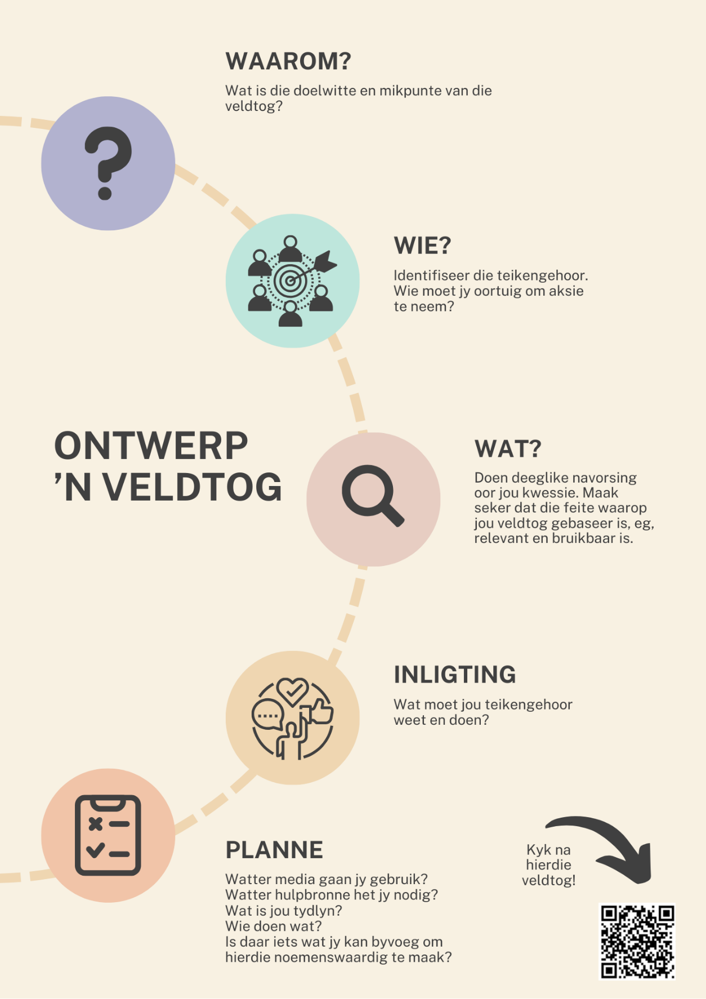 WAAROM?
Wat is die doelwitte en mikpunte van die
veldtog?
WIE?
Identifiseer die teikengehoor.
Wie moet jy oortuig om aksie
te neem?
ONTWERP
’N VELDTOG
WAT?
Doen deeglike navorsing
oor jou kwessie. Maak
seker dat die feite waarop
jou veldtog gebaseer is, eg,
relevant en bruikbaar is.
INLIGTING
Wat moet jou teikengehoor
weet en doen?
PLANNE
Watter media gaan jy gebruik?
Watter hulpbronne het jy nodig?
Wat is jou tydlyn?
Wie doen wat?
Is daar iets wat jy kan byvoeg om
hierdie noemenswaardig te maak?
Kyk na
hierdie
veldtog!